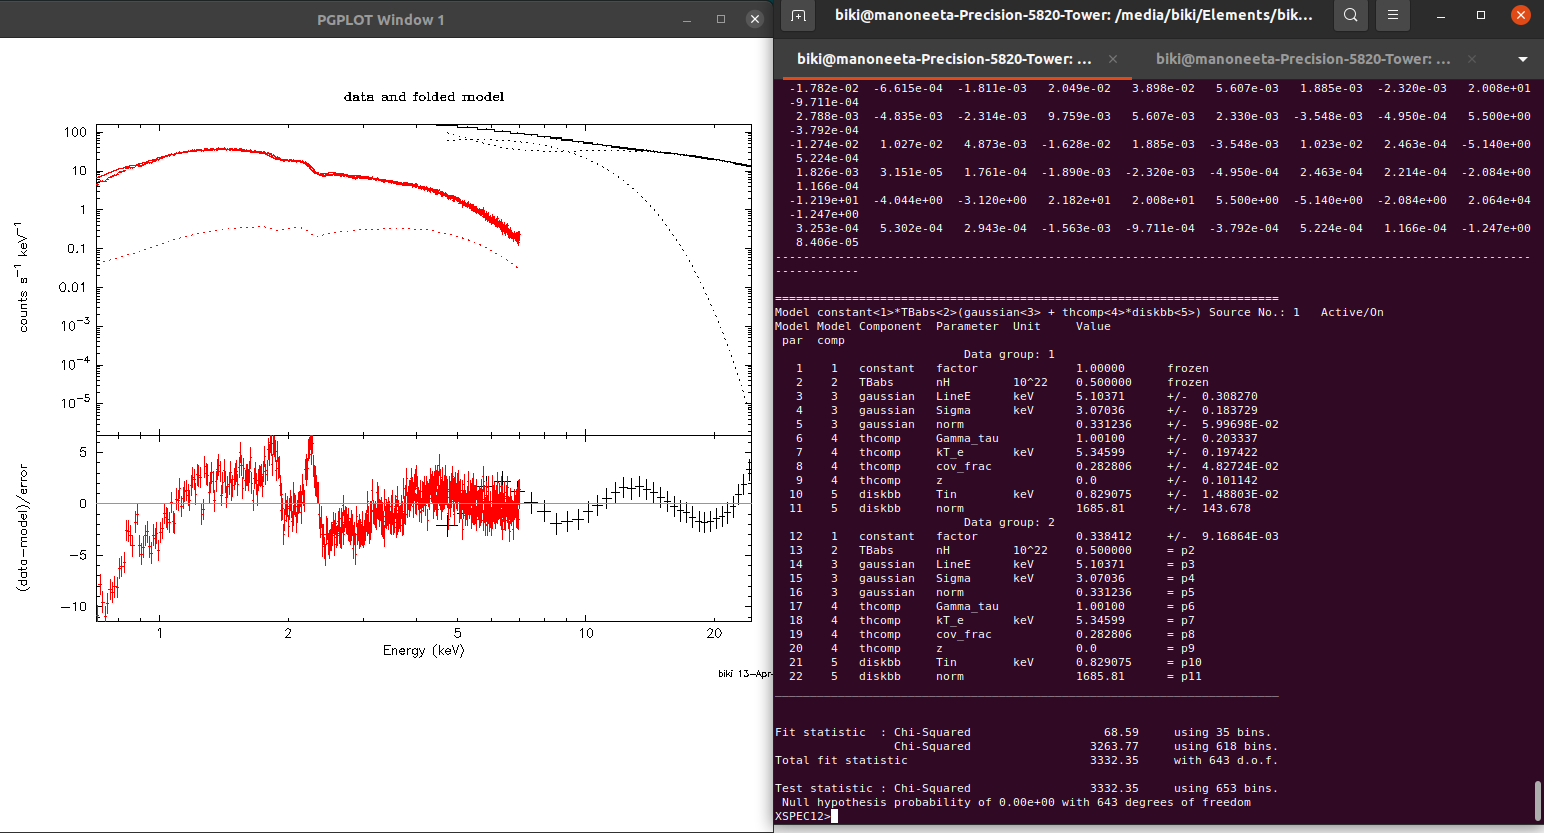 PGPLOT Window 1
data and folded model
100
10
1
0.1
0.01
10−3
10−4
10−5
counts s−1 keV−1
5
0
−5
−10
(data−model)/error
1 2 5 10 20
Energy (keV)
biki 13−Apr−
biki@manoneeta-Precision-5820-Tower: /media/biki/Elements/bik...
biki@manoneeta-Precision-5820-Tower: ...
biki@manoneeta-Precision-5820-Tower: ...
-1.782e-02 -6.615e-04 -1.811e-03 2.049e-02 3.898e-02 5.607e-03 1.885e-03 -2.320e-03 2.008e+01
-9.711e-04
2.788e-03 -4.835e-03 -2.314e-03 9.759e-03 5.607e-03 2.330e-03 -3.548e-03 -4.950e-04 5.500e+00
-3.792e-04
-1.274e-02 1.027e-02 4.873e-03 -1.628e-02 1.885e-03 -3.548e-03 1.023e-02 2.463e-04 -5.140e+00
5.224e-04
1.826e-03 3.151e-05 1.761e-04 -1.890e-03 -2.320e-03 -4.950e-04 2.463e-04 2.214e-04 -2.084e+00
1.166e-04
-1.219e+01 -4.044e+00 -3.120e+00 2.182e+01 2.008e+01 5.500e+00 -5.140e+00 -2.084e+00 2.064e+04
-1.247e+00
3.253e-04 5.302e-04 2.943e-04 -1.563e-03 -9.711e-04 -3.792e-04 5.224e-04 1.166e-04 -1.247e+00
8.406e-05
Model constant<1>*TBabs<2>(gaussian<3> + thcomp<4>*diskbb<5>) Source No.: 1 Active/On
Model Model Component Parameter Unit Value
par comp
Data group: 1
1 1 constant factor 1.00000 frozen
2 2 TBabs nH 10^22 0.500000 frozen
3 3 gaussian LineE keV 5.10371 +/- 0.308270
4 3 gaussian Sigma keV 3.07036 +/- 0.183729
5 3 gaussian norm 0.331236 +/- 5.99698E-02
6 4 thcomp Gamma_tau 1.00100 +/- 0.203337
7 4 thcomp kT_e keV 5.34599 +/- 0.197422
8 4 thcomp cov_frac 0.282806 +/- 4.82724E-02
9 4 thcomp z 0.0 +/- 0.101142
10 5 diskbb Tin keV 0.829075 +/- 1.48803E-02
11 5 diskbb norm 1685.81 +/- 143.678
Data group: 2
12 1 constant factor 0.338412 +/- 9.16864E-03
13 2 TBabs nH 10^22 0.500000 = p2
14 3 gaussian LineE keV 5.10371 = p3
15 3 gaussian Sigma keV 3.07036 = p4
16 3 gaussian norm 0.331236 = p5
17 4 thcomp Gamma_tau 1.00100 = p6
18 4 thcomp kT_e keV 5.34599 = p7
19 4 thcomp cov_frac 0.282806 = p8
20 4 thcomp z 0.0 = p9
21 5 diskbb Tin keV 0.829075 = p10
22 5 diskbb norm 1685.81 = p11
Fit statistic : Chi-Squared 68.59 using 35 bins.
Chi-Squared 3263.77 using 618 bins.
Total fit statistic 3332.35 with 643 d.o.f.
Test statistic : Chi-Squared 3332.35 using 653 bins.
Null hypothesis probability of 0.00e+00 with 643 degrees of freedom
XSPEC12>